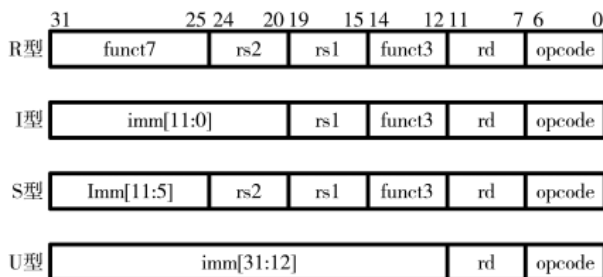 31 25 24 20 19 15 14 12 11 7 6 0
R型 funct7 rs2 rs1 funct3 rd opcode
I型 imm[11:0] rs1 funct3 rd opcode
S型 Imm[11:5] rs2 rs1 funct3 rd opcode
U型 imm[31:12] rd opcode